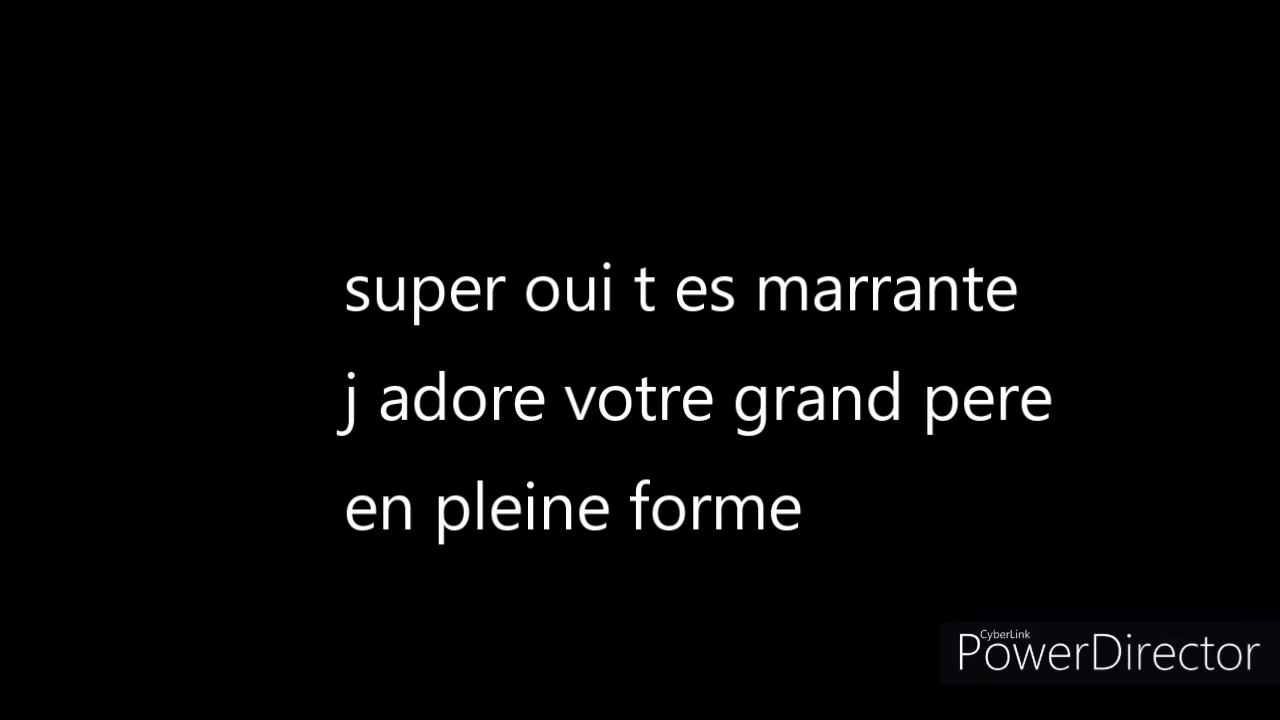 super oui t es marrante
j adore votre grand pere
en pleine forme
CyberLink
PowerDirector